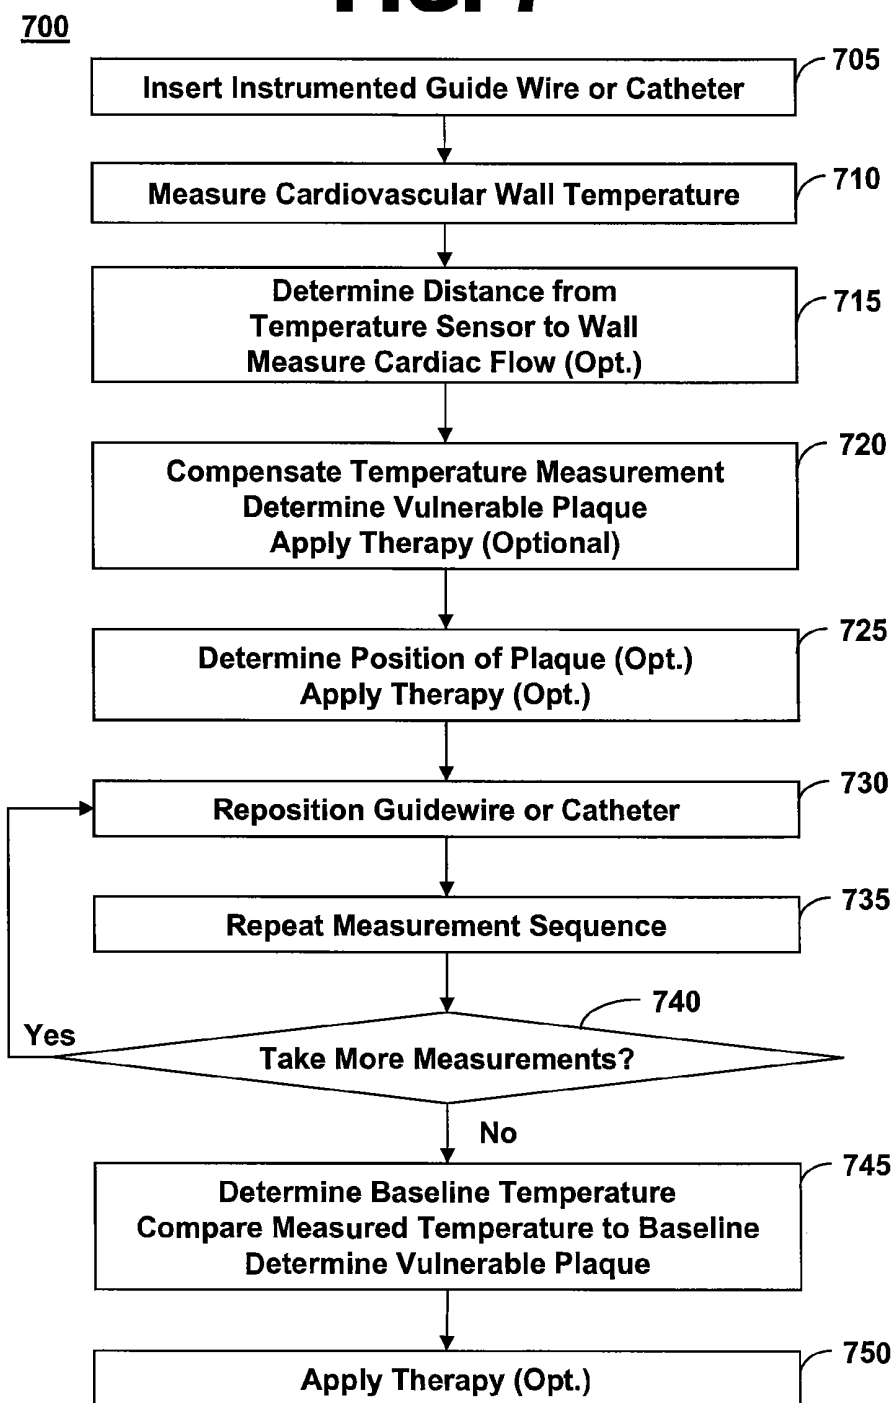 FIG. 7
700
705
Insert Instrumented Guide Wire or Catheter
710
Measure Cardiovascular Wall Temperature
715
Determine Distance from
Temperature Sensor to Wall
Measure Cardiac Flow (Opt.)
720
Compensate Temperature Measurement
Determine Vulnerable Plaque
Apply Therapy (Optional)
725
Determine Position of Plaque (Opt.)
Apply Therapy (Opt.)
730
Reposition Guidewire or Catheter
735
Repeat Measurement Sequence
740
Yes
Take More Measurements?
No
745
Determine Baseline Temperature
Compare Measured Temperature to Baseline
Determine Vulnerable Plaque
750
Apply Therapy (Opt.)